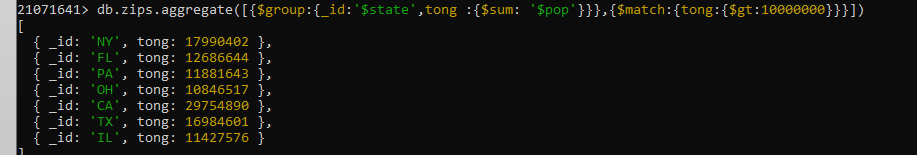 21071641> db.zips.aggregate([{$group:{_id:'$state',tong :{$sum: '$pop'}}},{$match:{tong:{$gt:10000000}}}])
[
  { _id: 'NY', tong: 17990402 },
  { _id: 'FL', tong: 12686644 },
  { _id: 'PA', tong: 11881643 },
  { _id: 'OH', tong: 10846517 },
  { _id: 'CA', tong: 29754890 },
  { _id: 'TX', tong: 16984601 },
  { _id: 'IL', tong: 11427576 }
]